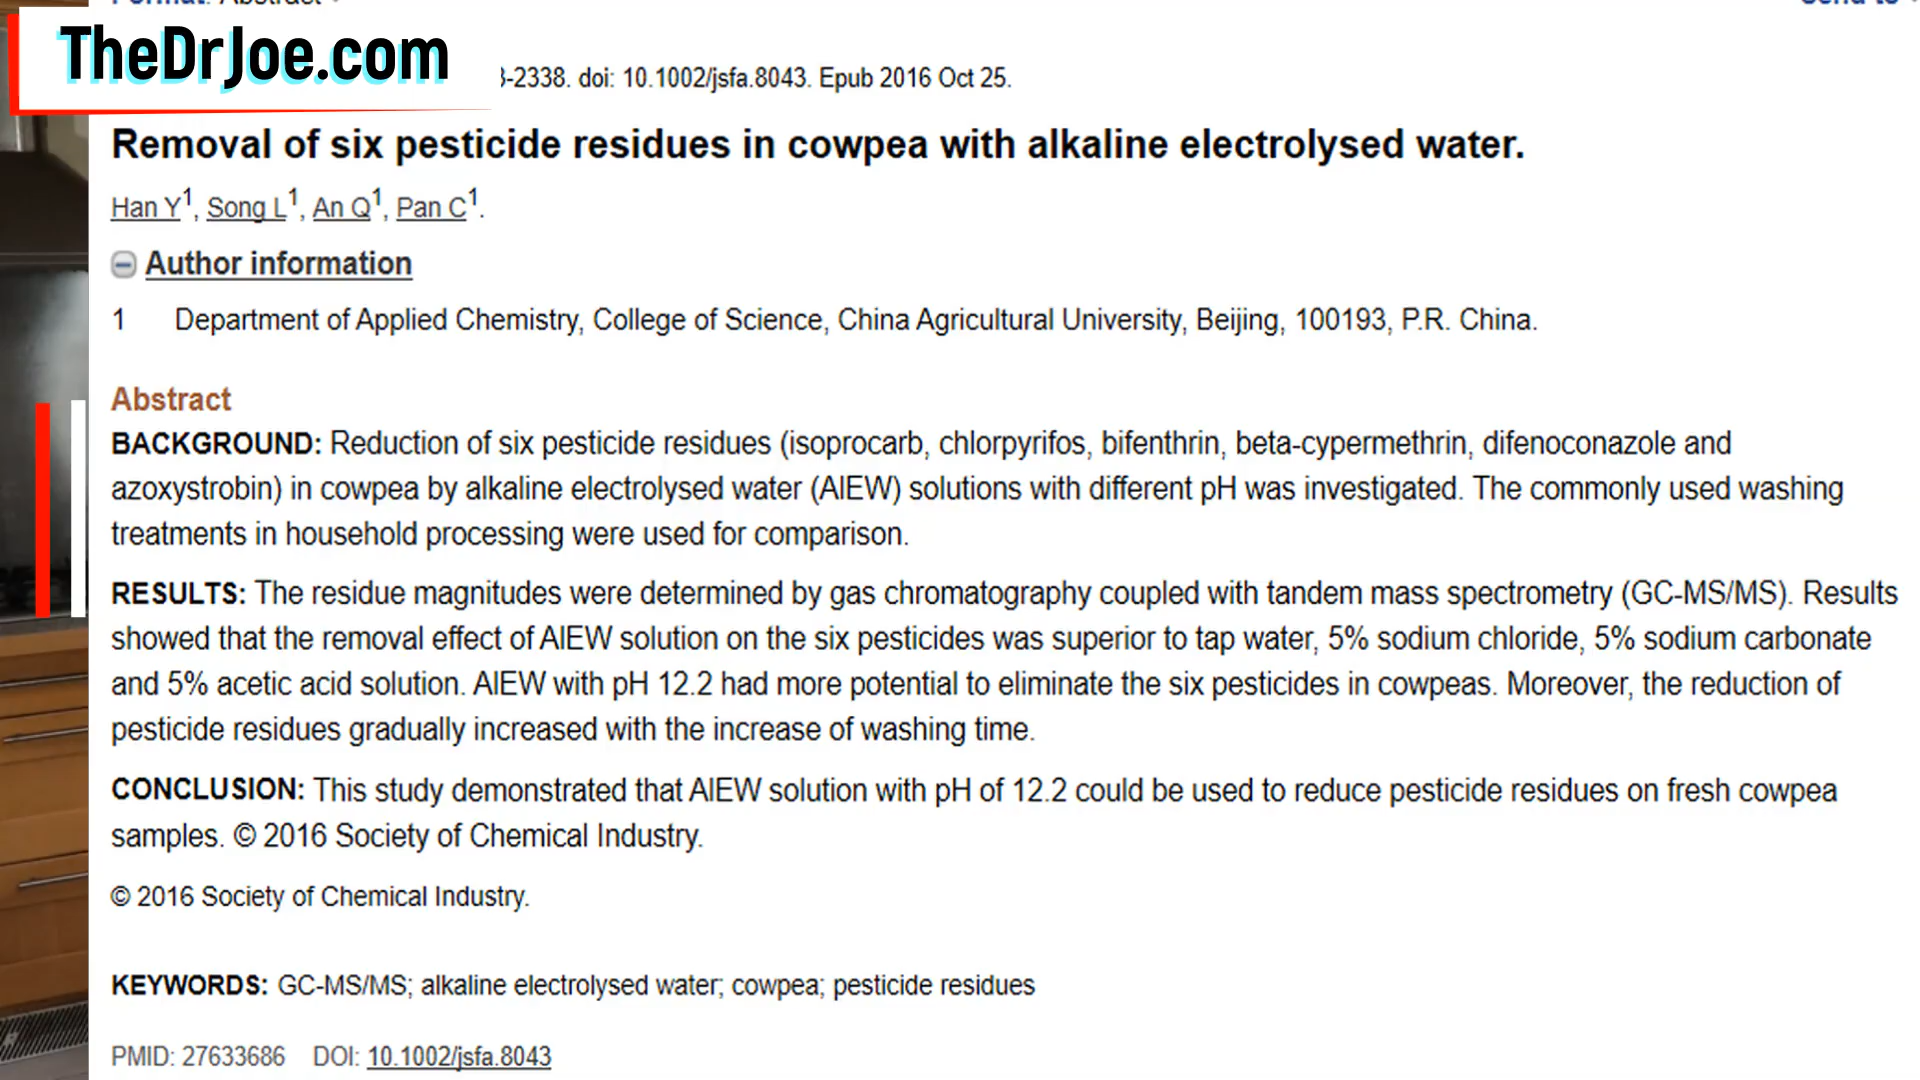 Format: Abstract
Send to
TheDrJoe.com
-2338. doi: 10.1002/jsfa.8043. Epub 2016 Oct 25.
Removal of six pesticide residues in cowpea with alkaline electrolysed water.
Han Y1, Song L1, An Q1, Pan C1.
Author information
1 Department of Applied Chemistry, College of Science, China Agricultural University, Beijing, 100193, P.R. China.
Abstract
BACKGROUND: Reduction of six pesticide residues (isoprocarb, chlorpyrifos, bifenthrin, beta-cypermethrin, difenoconazole and
azoxystrobin) in cowpea by alkaline electrolysed water (AlEW) solutions with different pH was investigated. The commonly used washing
treatments in household processing were used for comparison.
RESULTS: The residue magnitudes were determined by gas chromatography coupled with tandem mass spectrometry (GC-MS/MS). Results
showed that the removal effect of AlEW solution on the six pesticides was superior to tap water, 5% sodium chloride, 5% sodium carbonate
and 5% acetic acid solution. AlEW with pH 12.2 had more potential to eliminate the six pesticides in cowpeas. Moreover, the reduction of
pesticide residues gradually increased with the increase of washing time.
CONCLUSION: This study demonstrated that AlEW solution with pH of 12.2 could be used to reduce pesticide residues on fresh cowpea
samples. © 2016 Society of Chemical Industry.
© 2016 Society of Chemical Industry.
KEYWORDS: GC-MS/MS; alkaline electrolysed water; cowpea; pesticide residues
PMID: 27633686 DOI: 10.1002/jsfa.8043